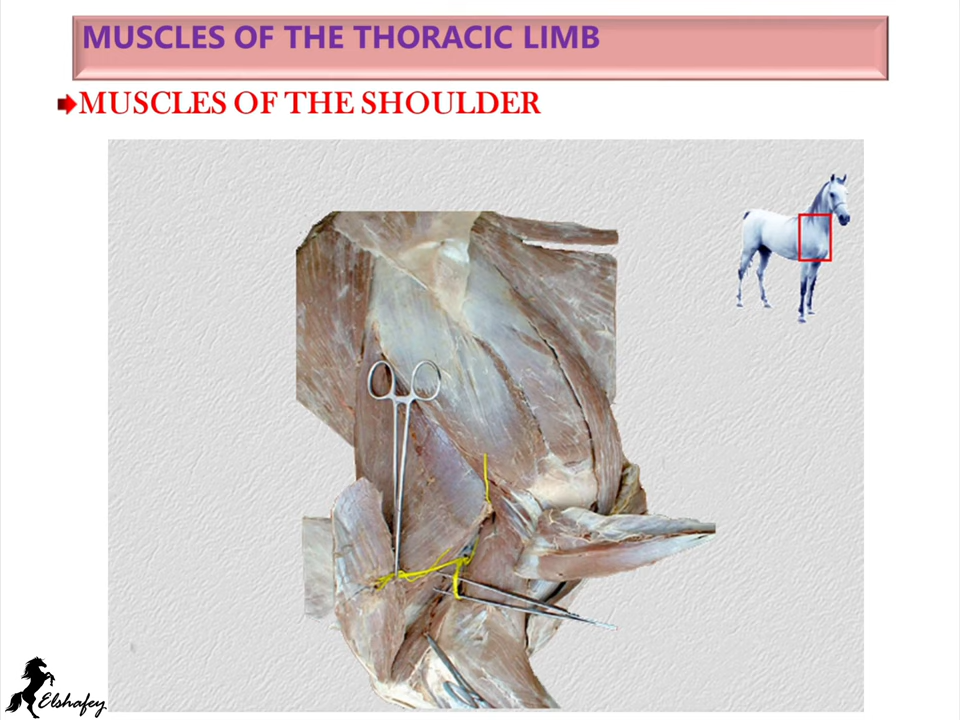 MUSCLES OF THE THORACIC LIMB
MUSCLES OF THE SHOULDER
Elshafey